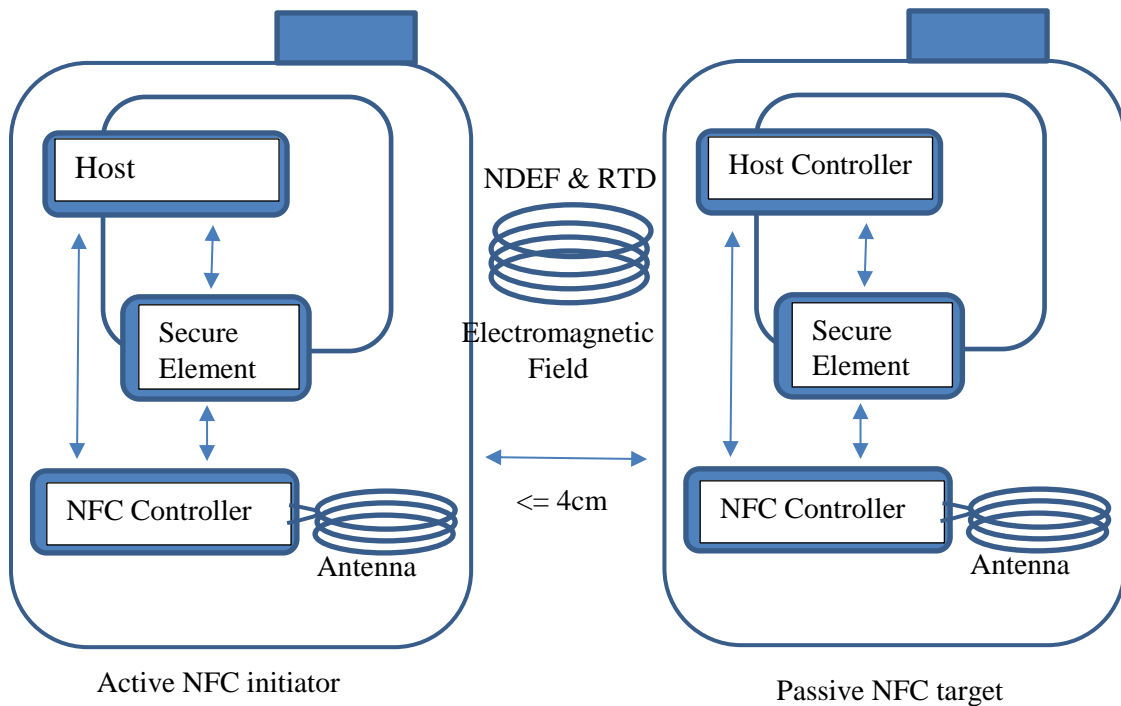 Host
Secure
Element
NFC Controller
Antenna
Active NFC initiator
NDEF & RTD
Electromagnetic
Field
<= 4cm
Host Controller
Secure
Element
NFC Controller
Antenna
Passive NFC target